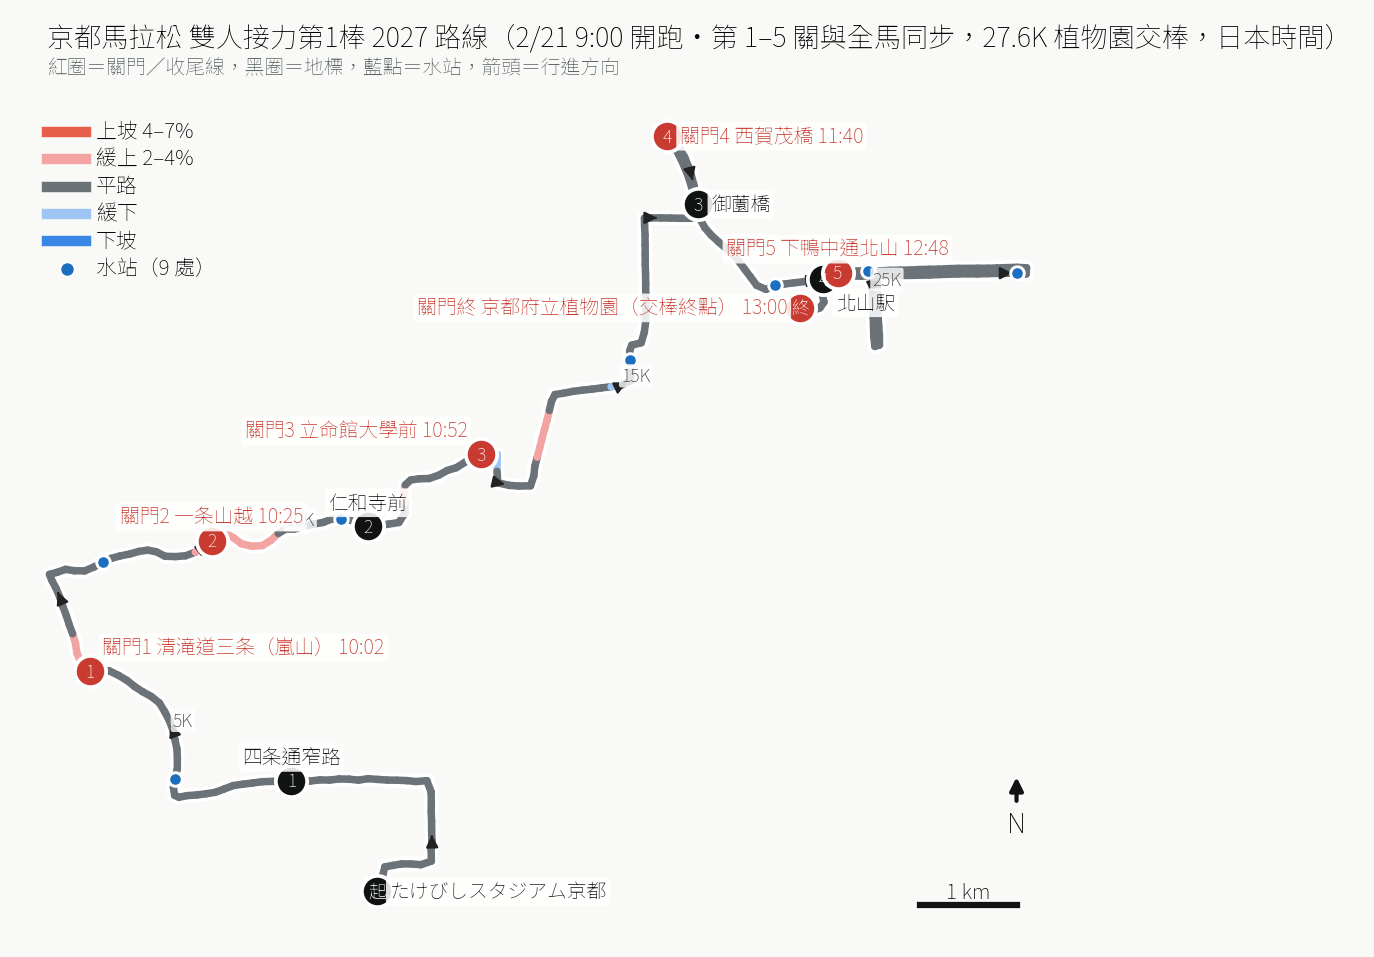 京都馬拉松 雙人接力第1棒 2027 路線（2/21 9:00 開跑・第 1–5 關與全馬同步，27.6K 植物園交棒，日本時間）
紅圈＝關門／收尾線，黑圈＝地標，藍點＝水站，箭頭＝行進方向
上坡 4–7%
緩上 2–4%
平路
緩下
下坡
水站（9 處）
4 關門4 西賀茂橋 11:40
3 御薗橋
關門5 下鴨中通北山 12:48
5
25K
北山駅
關門終 京都府立植物園（交棒終點） 13:00 終
15K
關門3 立命館大學前 10:52
3
仁和寺前
2
關門2 一条山越 10:25
2
關門1 清滝道三条（嵐山） 10:02
1
5K
四条通窄路
1
起 たけびしスタジアム京都
N
1 km